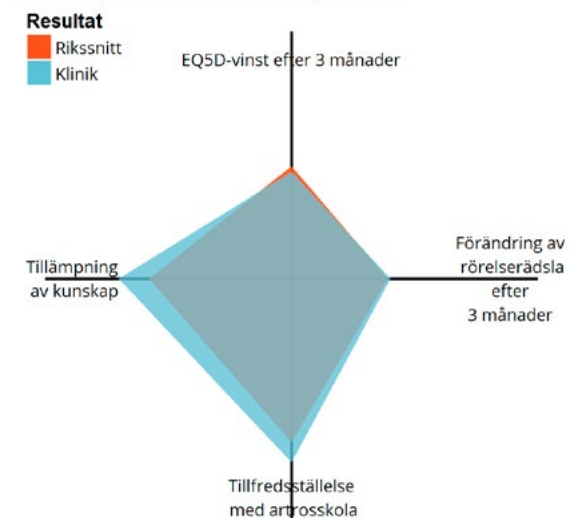 Resultat
Rikssnitt
Klinik
EQ5D-vinst efter 3 månader
Förändring av
rörelserädsla
efter
3 månader
Tillämpning
av kunskap
Tillfredsställelse
med artrosskola